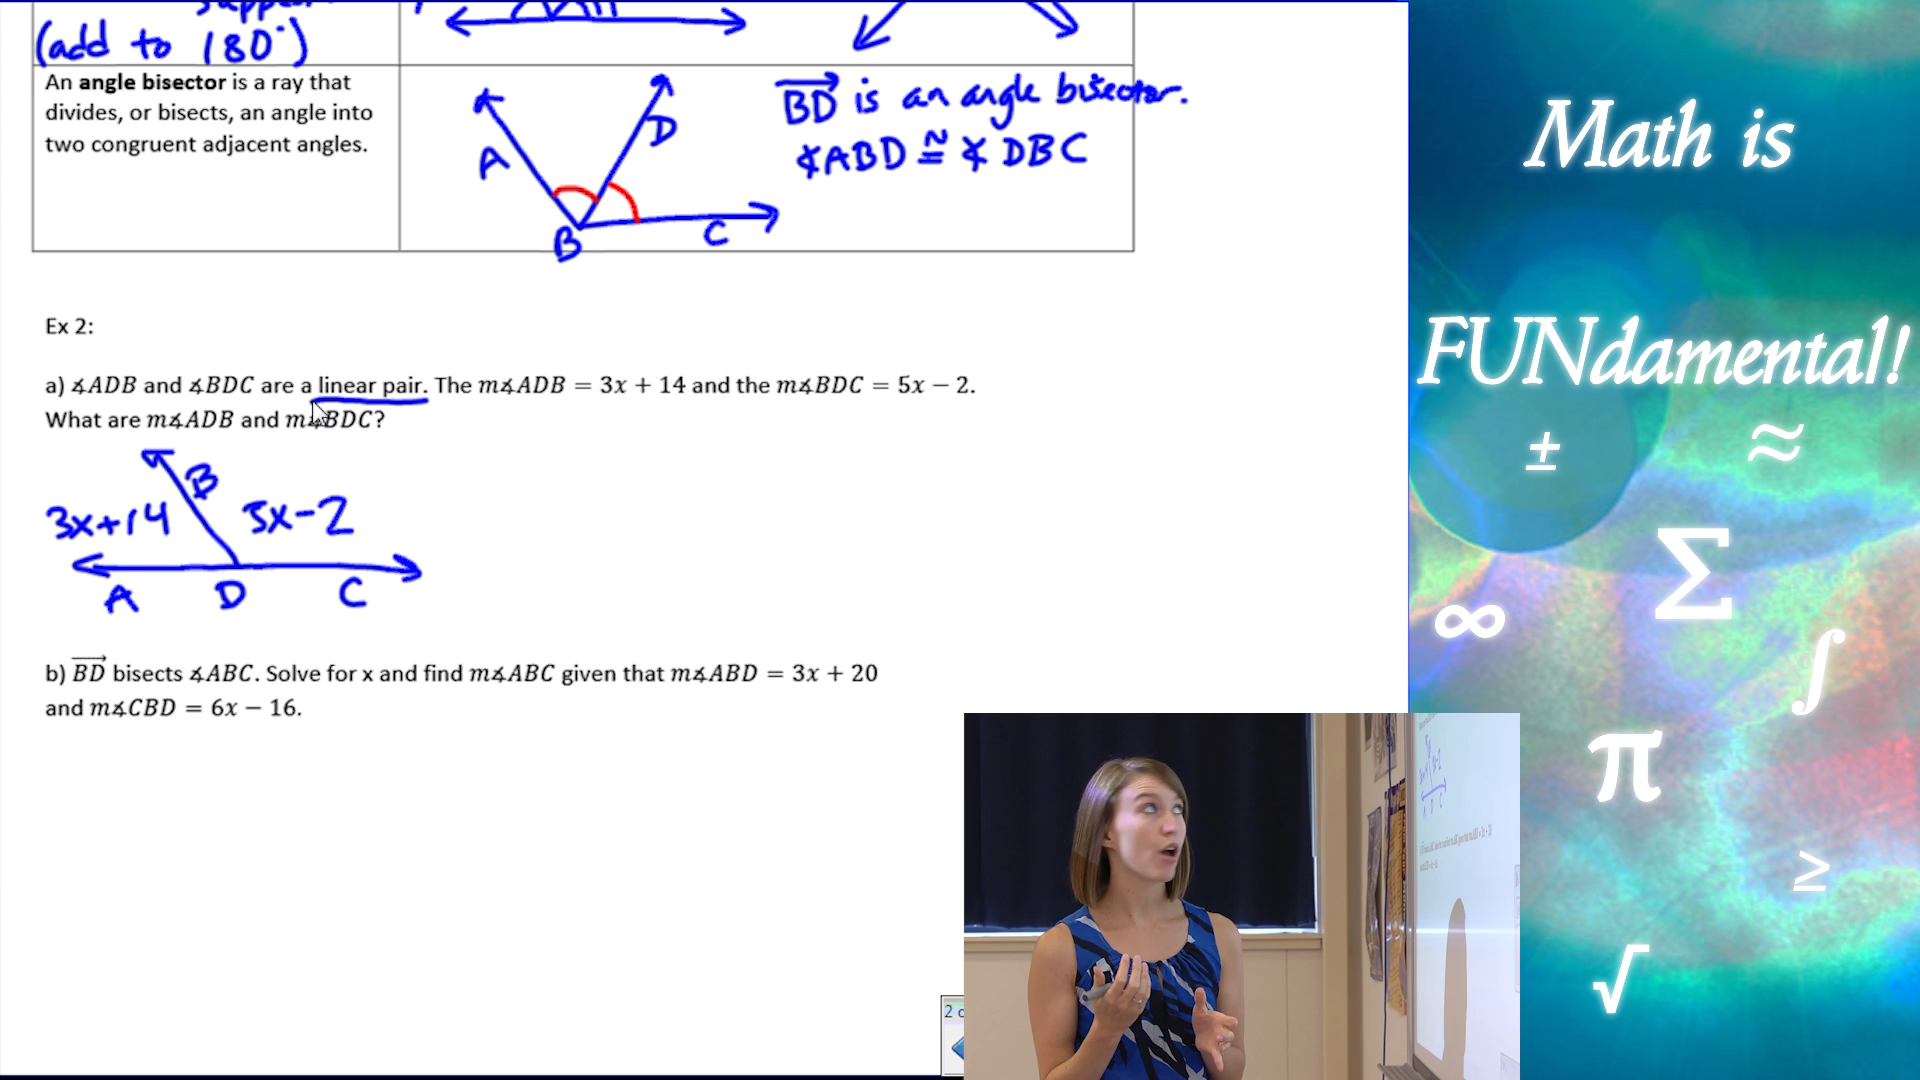 (add to 180°)
An angle bisector is a ray that
divides, or bisects, an angle into
two congruent adjacent angles.
A
D
B
C
BD is an angle bisector.
∡ABD ≅ ∡DBC
Ex 2:
a) ∡ADB and ∡BDC are a linear pair. The m∡ADB = 3x + 14 and the m∡BDC = 5x − 2.
What are m∡ADB and m∡BDC?
B
3x+14
5x-2
A D C
b) BD bisects ∡ABC. Solve for x and find m∡ABC given that m∡ABD = 3x + 20
and m∡CBD = 6x − 16.
2
Math is
FUNdamental!
± ≈
∞ Σ
∫
π
≥
√